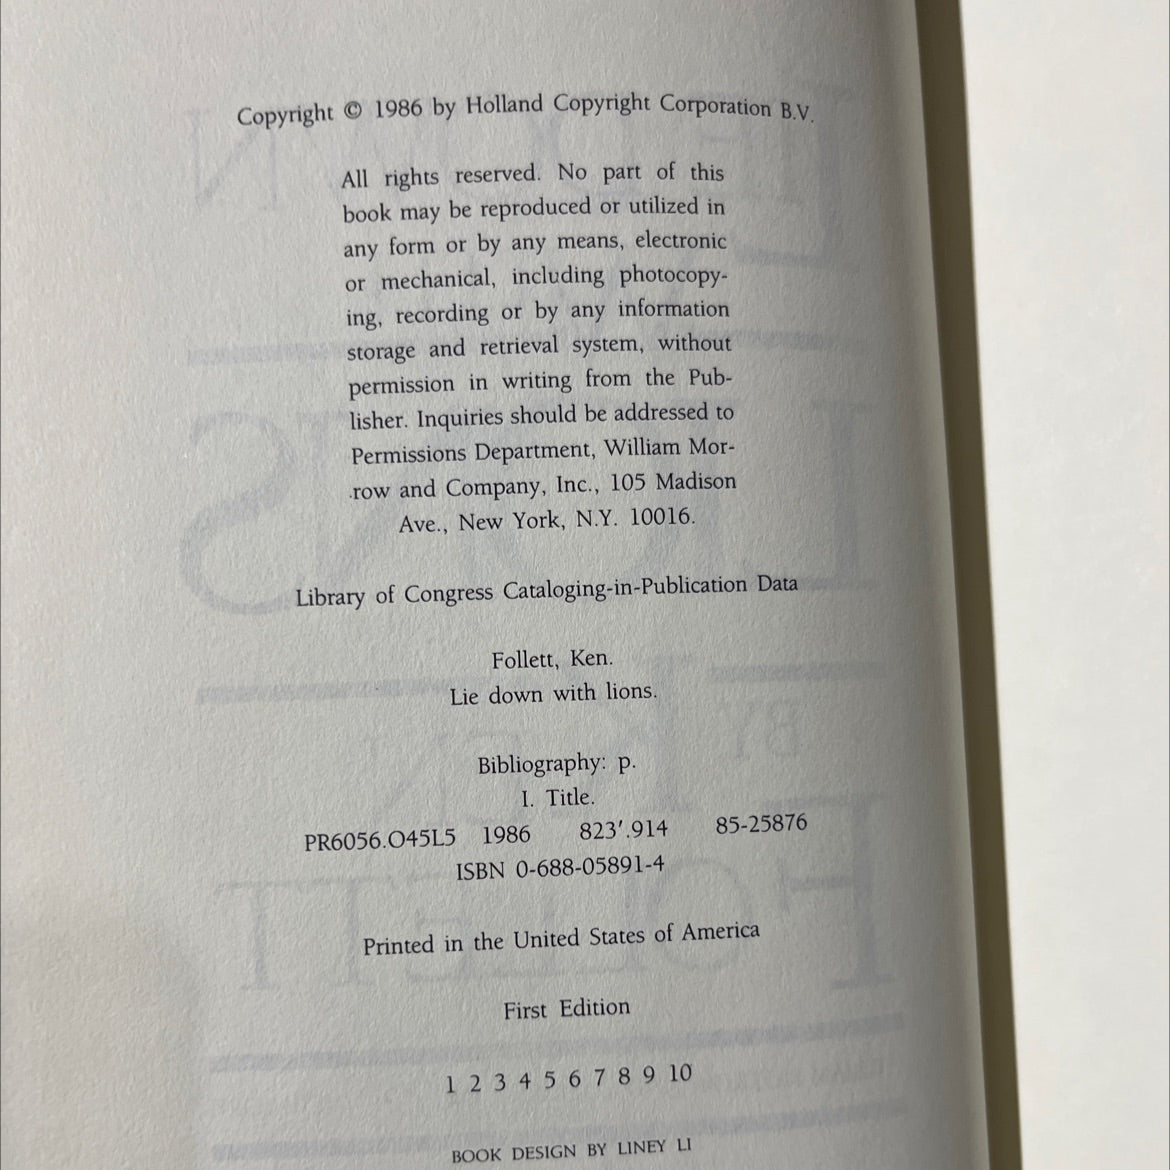 Copyright © 1986 by Holland Copyright Corporation B.V.
All rights reserved. No part of this
book may be reproduced or utilized in
any form or by any means, electronic
or mechanical, including photocopy-
ing, recording or by any information
storage and retrieval system, without
permission in writing from the Pub-
lisher. Inquiries should be addressed to
Permissions Department, William Mor-
row and Company, Inc., 105 Madison
Ave., New York, N.Y. 10016.
Library of Congress Cataloging-in-Publication Data
Follett, Ken.
Lie down with lions.
Bibliography: p.
I. Title.
PR6056.O45L5 1986 823′.914 85-25876
ISBN 0-688-05891-4
Printed in the United States of America
First Edition
1 2 3 4 5 6 7 8 9 10
BOOK DESIGN BY LINEY LI